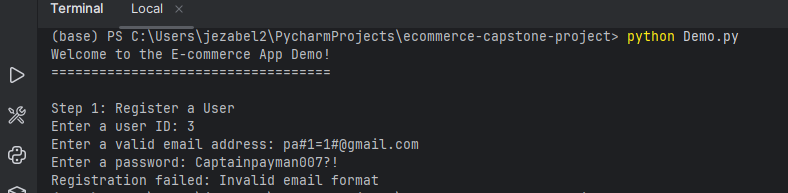 Terminal Local ×
(base) PS C:\Users\jezabel2\PycharmProjects\ecommerce-capstone-project> python Demo.py
Welcome to the E-commerce App Demo!
===================================
Step 1: Register a User
Enter a user ID: 3
Enter a valid email address: pa#1=1#@gmail.com
Enter a password: Captainpayman007?!
Registration failed: Invalid email format